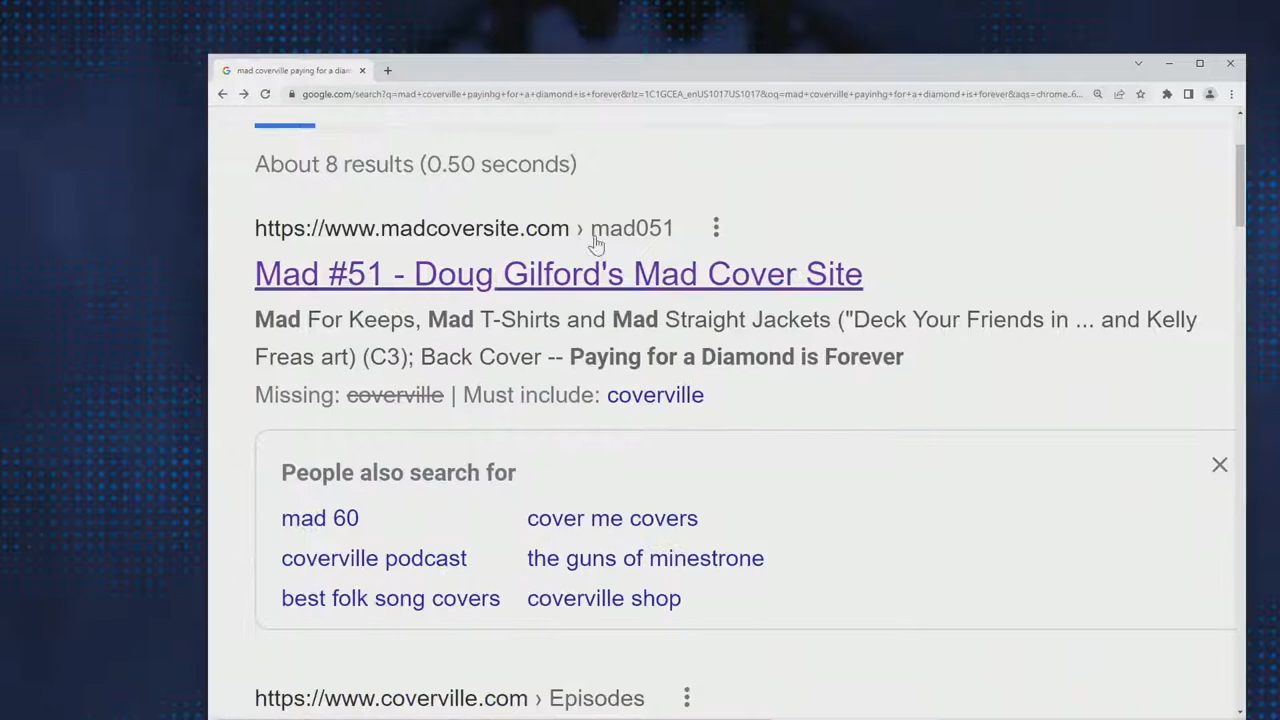 mad coverville paying for a diam
google.com/search?q=mad+coverville+payinhg+for+a+diamond+is+forever&rlz=1C1GCEA_enUS1017US1017&oq=mad+coverville+payinhg+for+a+diamond+is+forever&aqs=chrome..6...
About 8 results (0.50 seconds)
https://www.madcoversite.com › mad051
Mad #51 - Doug Gilford's Mad Cover Site
Mad For Keeps, Mad T-Shirts and Mad Straight Jackets ("Deck Your Friends in ... and Kelly
Freas art) (C3); Back Cover -- Paying for a Diamond is Forever
Missing: coverville | Must include: coverville
People also search for
mad 60 cover me covers
coverville podcast the guns of minestrone
best folk song covers coverville shop
https://www.coverville.com › Episodes